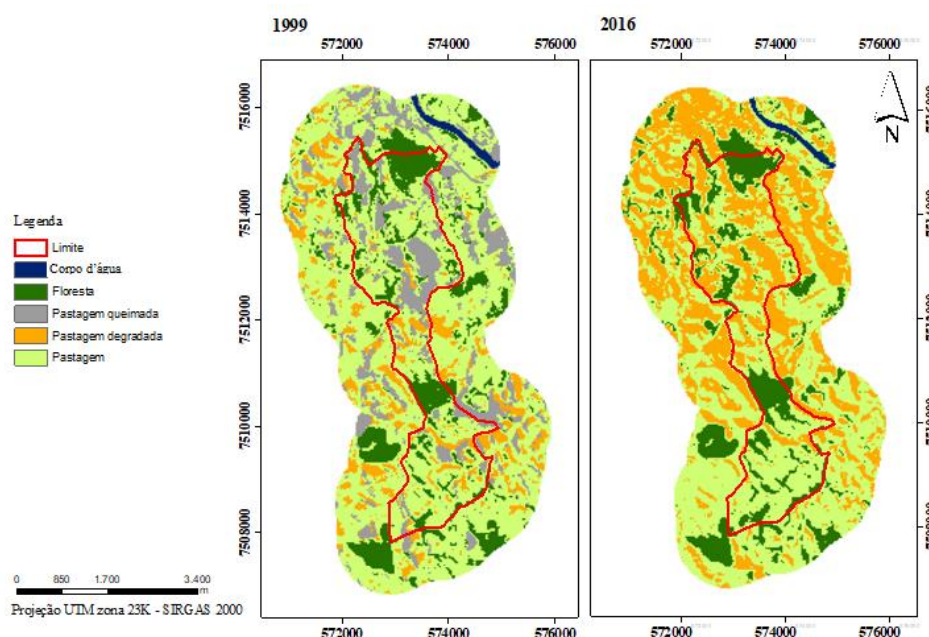 1999
2016
572000
574000
576000
572000
574000
576000
7516000
7514000
7512000
7510000
7508000
N
Legenda
Limite
Corpo d'água
Floresta
Pastagem queimada
Pastagem degradada
Pastagem
0 850 1.700 3.400
m
Projeção UTM zona 23K - SIRGAS 2000
572000
574000
576000
572000
574000
576000